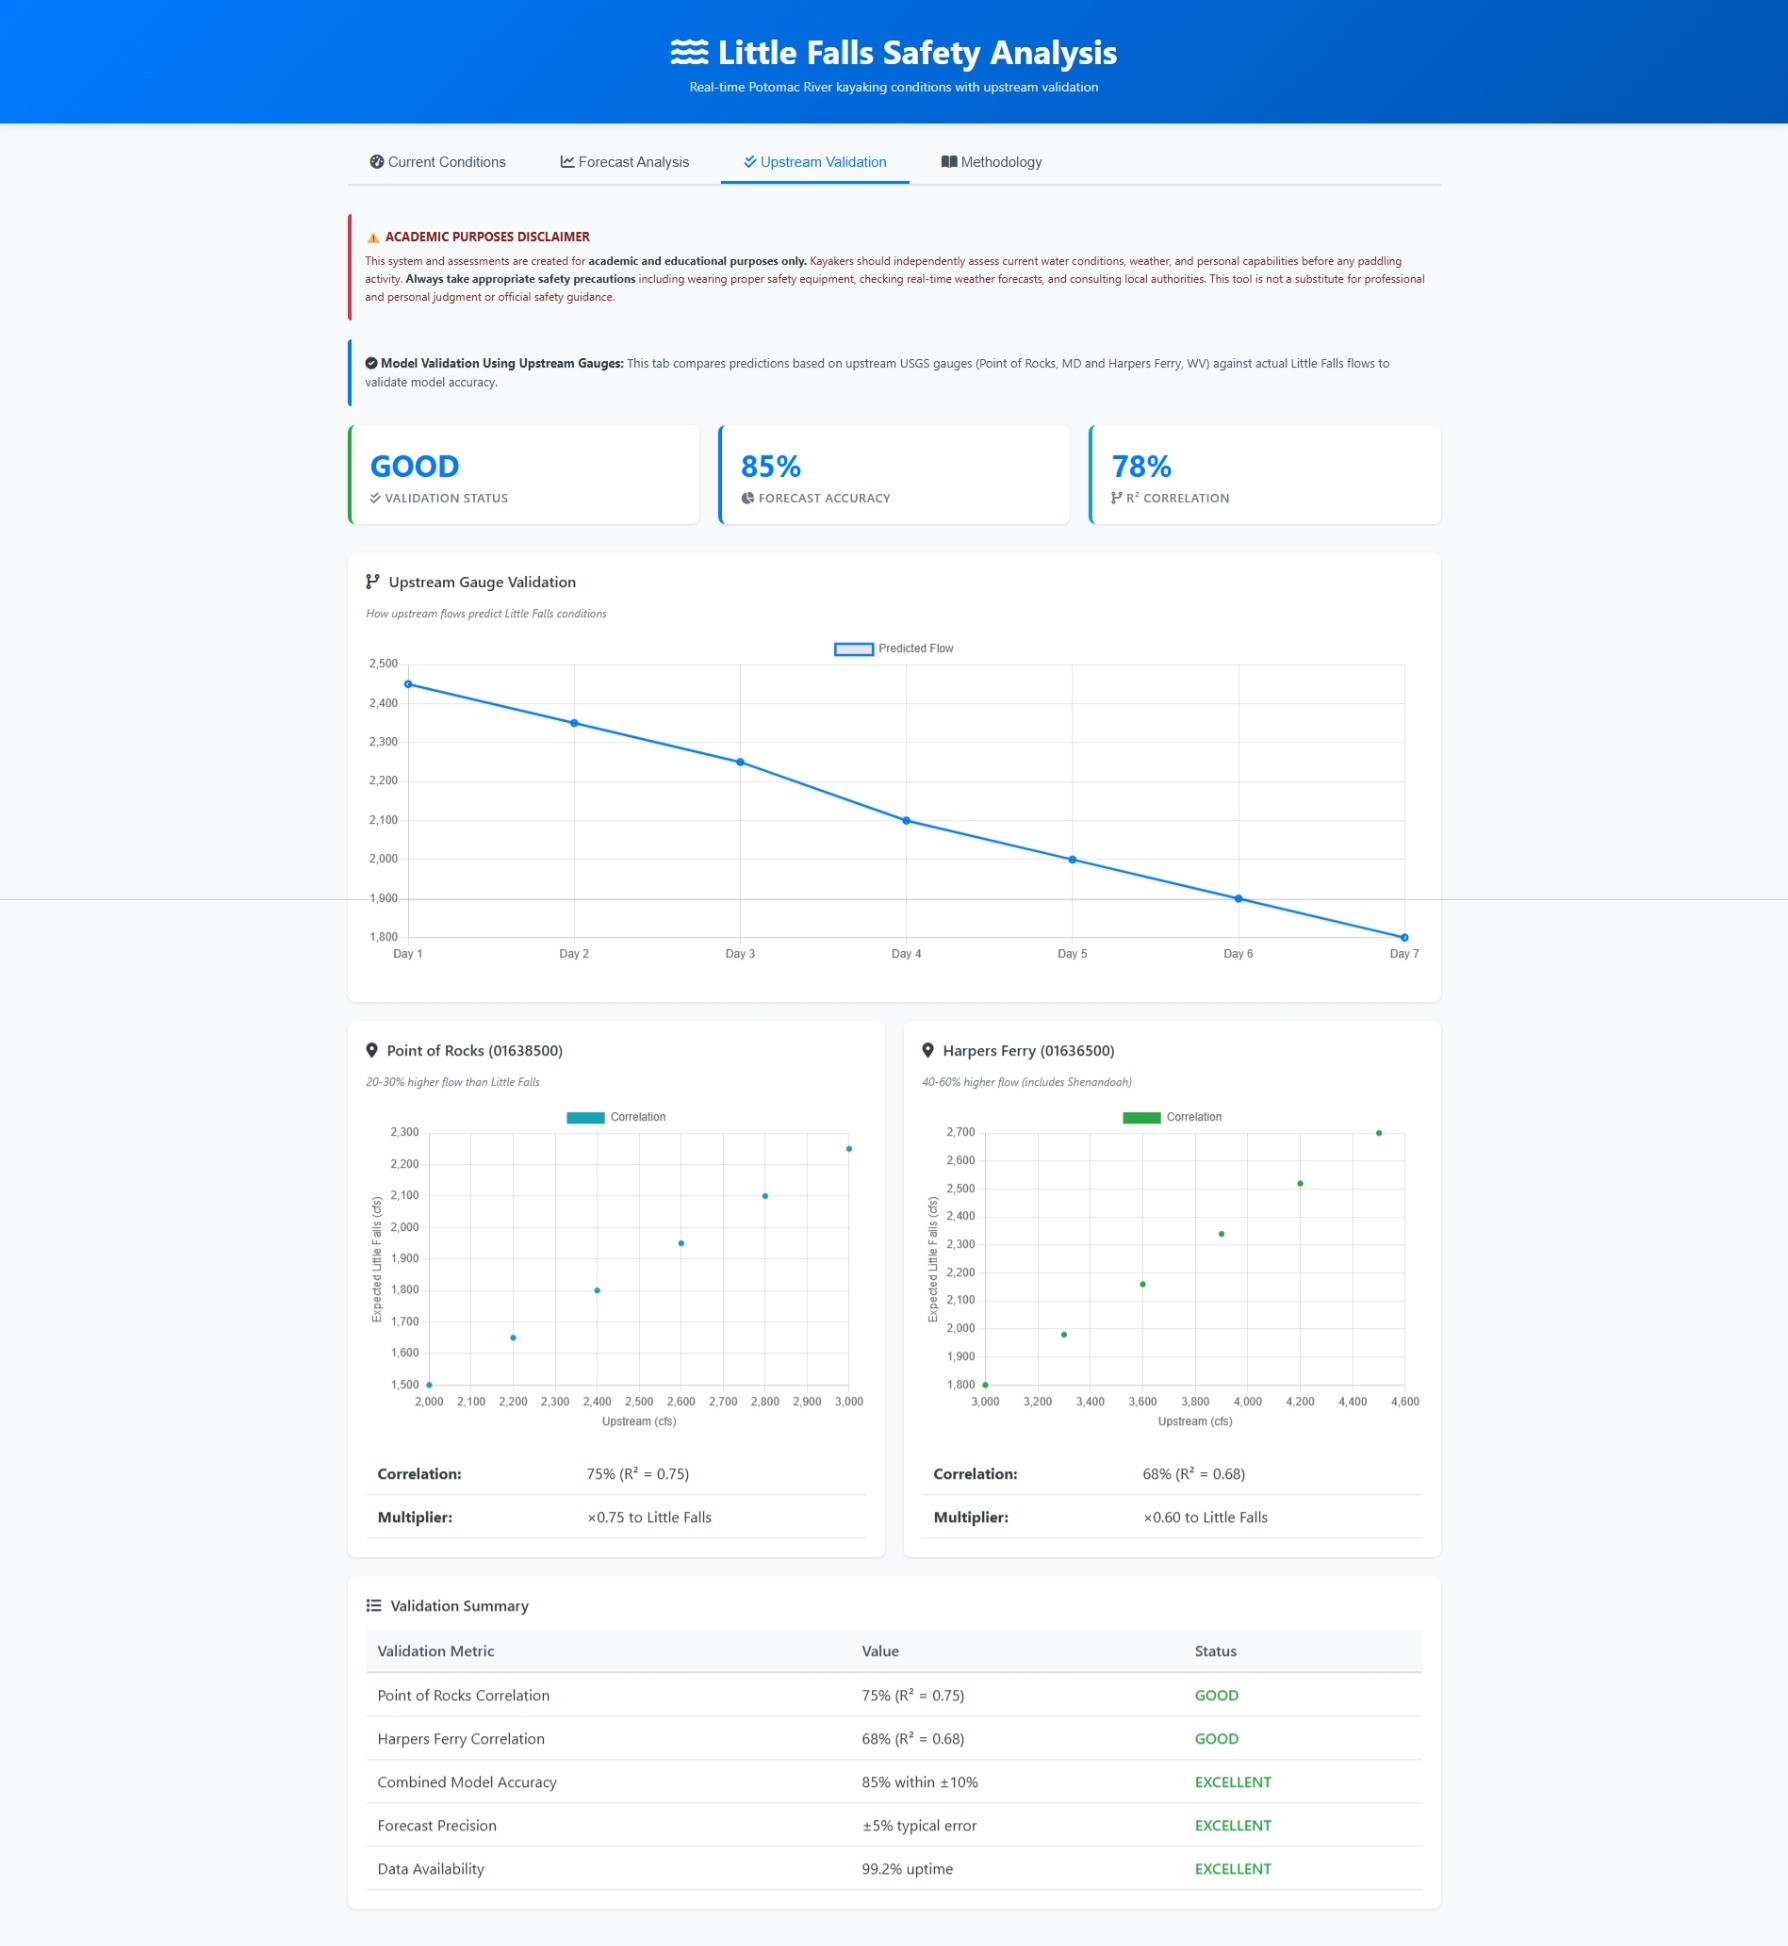 Little Falls Safety Analysis
Real-time Potomac River kayaking conditions with upstream validation
Current Conditions
Forecast Analysis
Upstream Validation
Methodology
⚠ ACADEMIC PURPOSES DISCLAIMER
This system and assessments are created for academic and educational purposes only. Kayakers should independently assess current water conditions, weather, and personal capabilities before any paddling
activity. Always take appropriate safety precautions including wearing proper safety equipment, checking real-time weather forecasts, and consulting local authorities. This tool is not a substitute for professional
and personal judgment or official safety guidance.
Model Validation Using Upstream Gauges: This tab compares predictions based on upstream USGS gauges (Point of Rocks, MD and Harpers Ferry, WV) against actual Little Falls flows to
validate model accuracy.
GOOD
VALIDATION STATUS
85%
FORECAST ACCURACY
78%
R² CORRELATION
Upstream Gauge Validation
How upstream flows predict Little Falls conditions
Predicted Flow
2,500
2,400
2,300
2,200
2,100
2,000
1,900
1,800
Day 1 Day 2 Day 3 Day 4 Day 5 Day 6 Day 7
Point of Rocks (01638500)
20-30% higher flow than Little Falls
Correlation
Expected Little Falls (cfs)
2,300
2,200
2,100
2,000
1,900
1,800
1,700
1,600
1,500
2,000 2,100 2,200 2,300 2,400 2,500 2,600 2,700 2,800 2,900 3,000
Upstream (cfs)
Correlation: 75% (R² = 0.75)
Multiplier: ×0.75 to Little Falls
Harpers Ferry (01636500)
40-60% higher flow (includes Shenandoah)
Correlation
Expected Little Falls (cfs)
2,700
2,600
2,500
2,400
2,300
2,200
2,100
2,000
1,900
1,800
3,000 3,200 3,400 3,600 3,800 4,000 4,200 4,400 4,600
Upstream (cfs)
Correlation: 68% (R² = 0.68)
Multiplier: ×0.60 to Little Falls
Validation Summary
Validation Metric Value Status
Point of Rocks Correlation 75% (R² = 0.75) GOOD
Harpers Ferry Correlation 68% (R² = 0.68) GOOD
Combined Model Accuracy 85% within ±10% EXCELLENT
Forecast Precision ±5% typical error EXCELLENT
Data Availability 99.2% uptime EXCELLENT